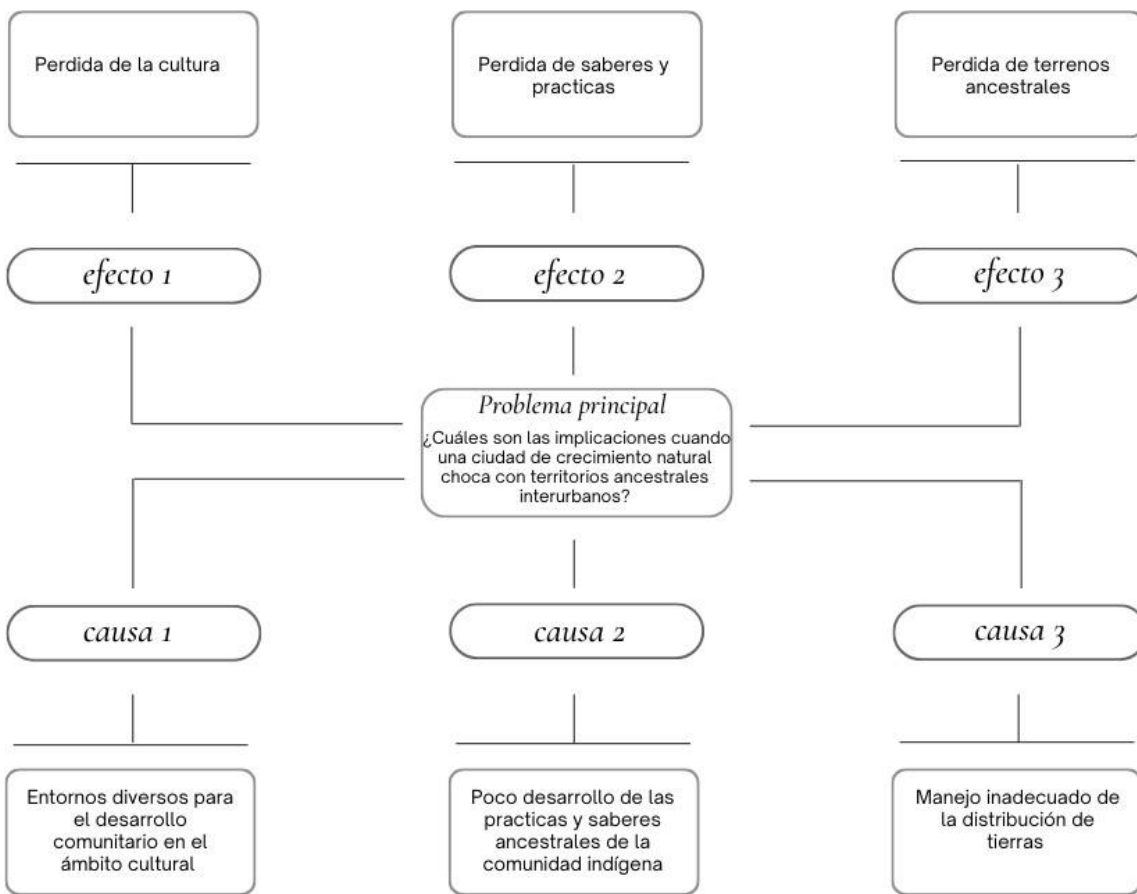 Perdida de la cultura
Perdida de saberes y
practicas
Perdida de terrenos
ancestrales
efecto 1
efecto 2
efecto 3
Problema principal
¿Cuáles son las implicaciones cuando
una ciudad de crecimiento natural
choca con territorios ancestrales
interurbanos?
causa 1
causa 2
causa 3
Entornos diversos para
el desarrollo
comunitario en el
ámbito cultural
Poco desarrollo de las
practicas y saberes
ancestrales de la
comunidad indígena
Manejo inadecuado de
la distribución de
tierras